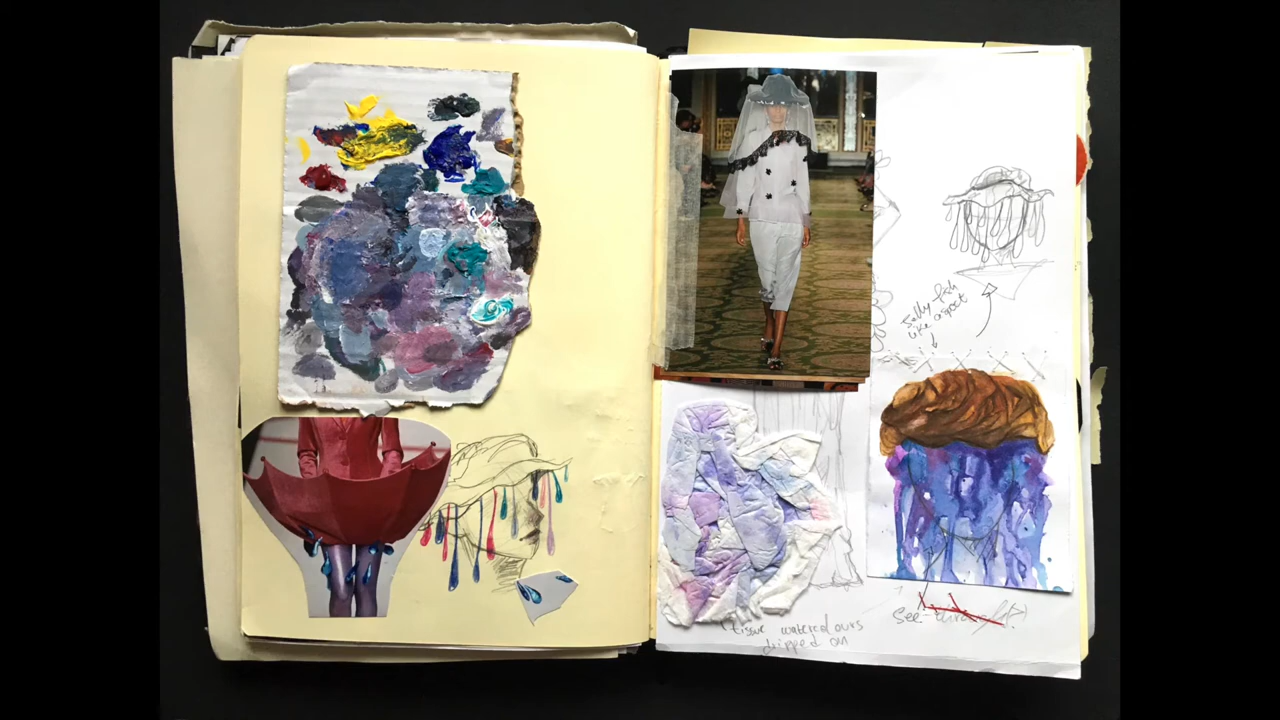 Jelly fish
like aspect
See
(tissue watercolours
dripped on